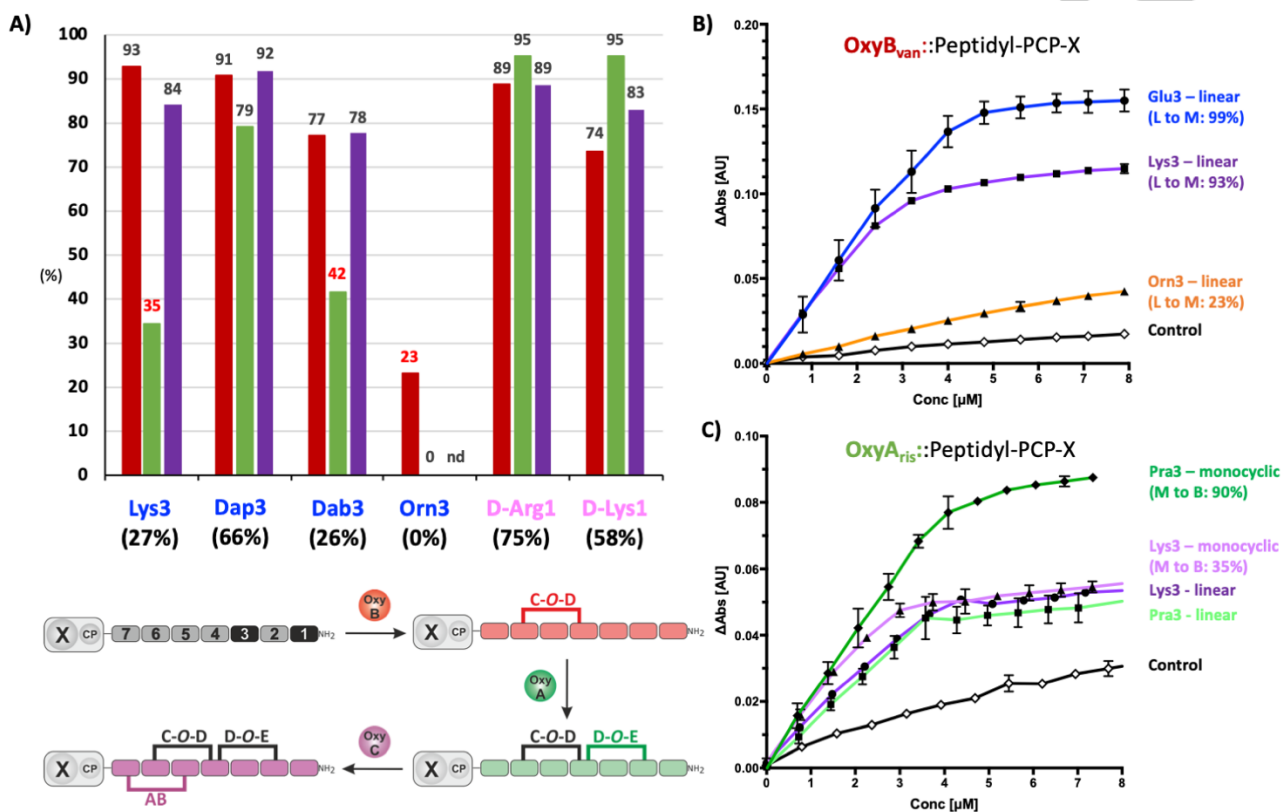 A)
100
90
80
70
60
50
40
30
20
10
0
(%)
93
35
84
91
79
92
77
42
78
23
0
nd
89
95
89
74
95
83
Lys3
(27%)
Dap3
(66%)
Dab3
(26%)
Orn3
(0%)
D-Arg1
(75%)
D-Lys1
(58%)
X
CP
7 6 5 4 3 2 1
NH2
Oxy
B
C-O-D
X
CP
NH2
Oxy
A
C-O-D D-O-E
X
CP
NH2
AB
Oxy
C
C-O-D D-O-E
X
CP
NH2
B)
OxyBvan::Peptidyl-PCP-X
0.20
0.15
0.10
0.05
0.00
ΔAbs [AU]
0 1 2 3 4 5 6 7 8
Conc [µM]
Glu3 – linear
(L to M: 99%)
Lys3 – linear
(L to M: 93%)
Orn3 – linear
(L to M: 23%)
Control
C)
OxyAris::Peptidyl-PCP-X
0.10
0.08
0.06
0.04
0.02
0.00
ΔAbs [AU]
0 1 2 3 4 5 6 7 8
Conc [µM]
Pra3 – monocyclic
(M to B: 90%)
Lys3 – monocyclic
(M to B: 35%)
Lys3 - linear
Pra3 - linear
Control